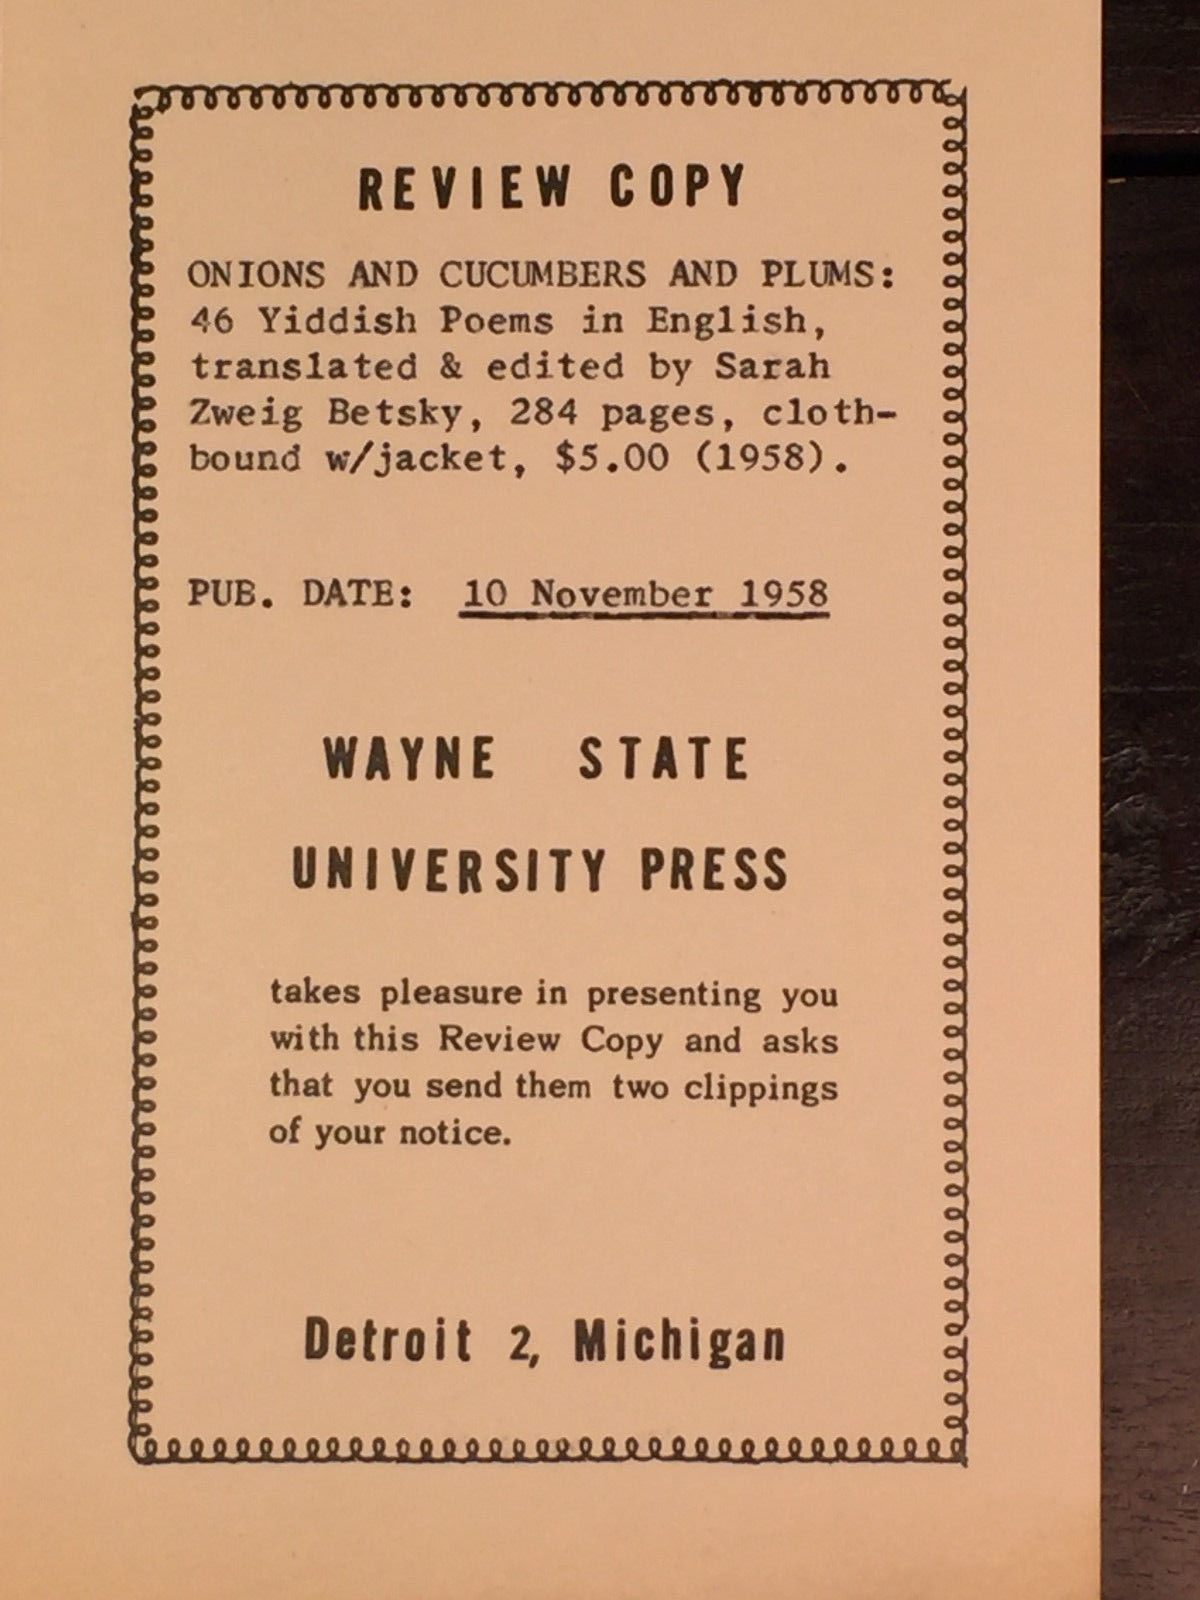 REVIEW COPY
ONIONS AND CUCUMBERS AND PLUMS:
46 Yiddish Poems in English,
translated & edited by Sarah
Zweig Betsky, 284 pages, cloth-
bound w/jacket, $5.00 (1958).
PUB. DATE: 10 November 1958
WAYNE STATE
UNIVERSITY PRESS
takes pleasure in presenting you
with this Review Copy and asks
that you send them two clippings
of your notice.
Detroit 2, Michigan